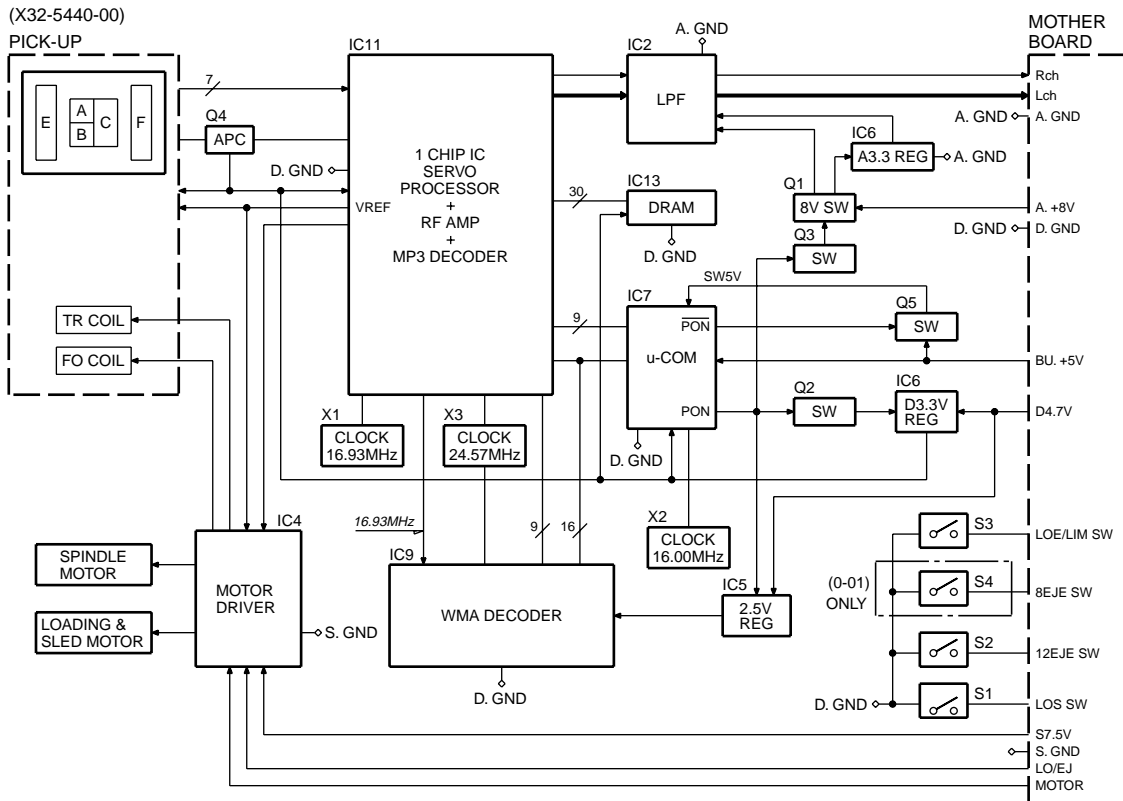 (X32-5440-00)
PICK-UP
IC11
IC2
A. GND
MOTHER
BOARD
E
A
B
C
F
7
Q4
APC
D. GND
VREF
1 CHIP IC
SERVO
PROCESSOR
+
RF AMP
+
MP3 DECODER
LPF
Rch
Lch
A. GND
A. GND
IC6
A3.3 REG
A. GND
IC13
30
DRAM
D. GND
Q1
8V SW
A. +8V
D. GND
D. GND
Q3
SW
SW5V
IC7
9
PON
u-COM
PON
Q5
SW
BU. +5V
TR COIL
FO COIL
Q2
SW
IC6
D3.3V
REG
D4.7V
X1
CLOCK
16.93MHz
X3
CLOCK
24.57MHz
D. GND
16.93MHz
9
16
X2
CLOCK
16.00MHz
IC4
MOTOR
DRIVER
SPINDLE
MOTOR
LOADING &
SLED MOTOR
S. GND
IC9
WMA DECODER
D. GND
IC5
2.5V
REG
S3
LOE/LIM SW
(0-01)
ONLY
S4
8EJE SW
S2
12EJE SW
D. GND
S1
LOS SW
S7.5V
S. GND
LO/EJ
MOTOR